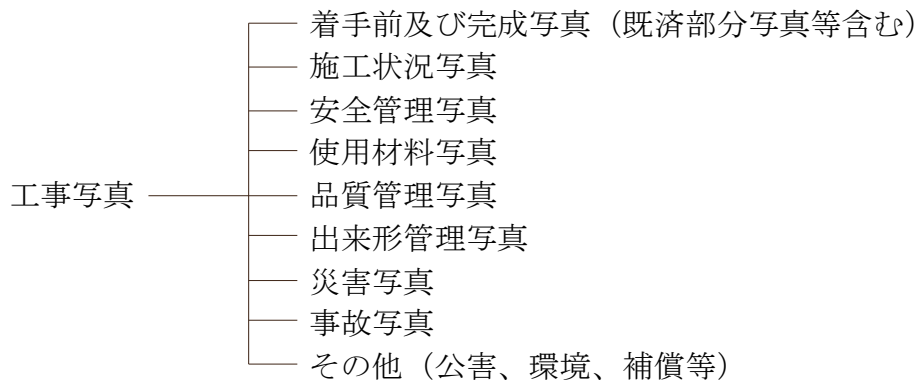 着手前及び完成写真（既済部分写真等含む）
施工状況写真
安全管理写真
使用材料写真
工事写真
品質管理写真
出来形管理写真
災害写真
事故写真
その他（公害、環境、補償等）